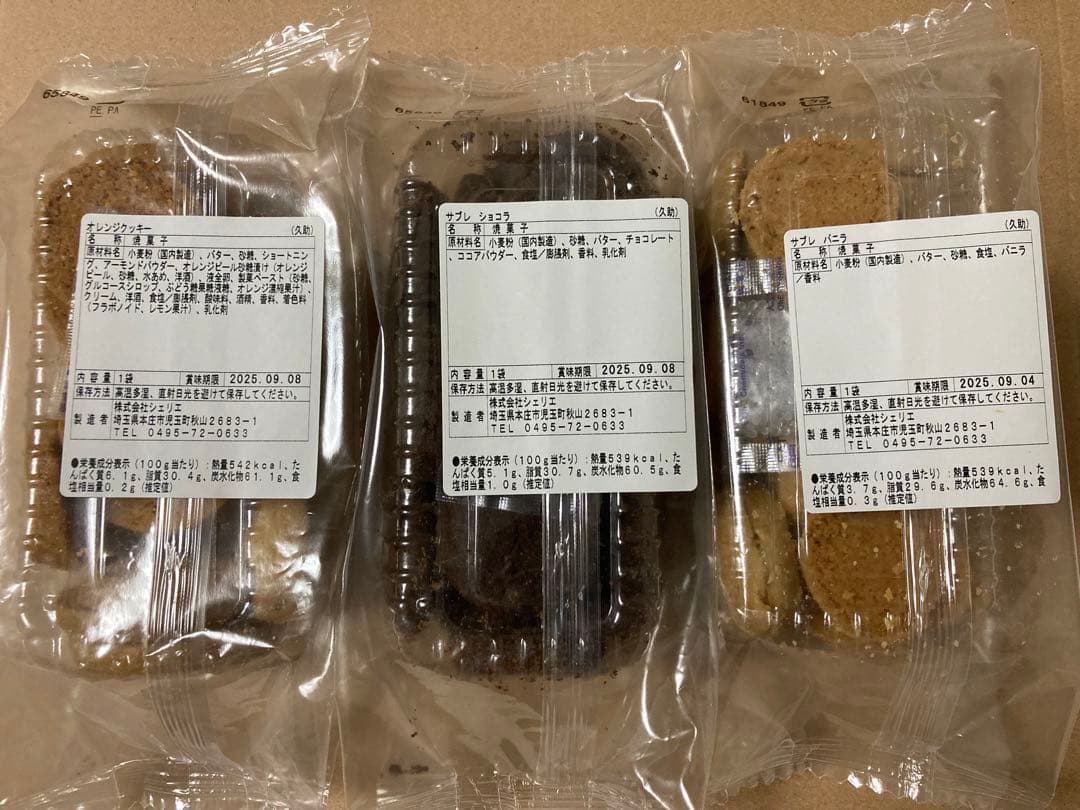 65849
PE, PA
オレンジクッキー (久助)
名 称 焼菓子
原材料名 小麦粉(国内製造)、バター、砂糖、ショートニン
グ、アーモンドパウダー、オレンジピール砂糖漬け(オレンジ
ピール、砂糖、水あめ、洋酒)、液全卵、製菓ペースト(砂糖、
グルコースシロップ、ぶどう糖果糖液糖、オレンジ濃縮果汁)、
クリーム、洋酒、食塩/膨脹剤、酸味料、酒精、香料、着色料
(フラボノイド、レモン果汁)、乳化剤
内容量 1袋 賞味期限 2025.09.08
保存方法 高温多湿、直射日光を避けて保存してください。
製造者 株式会社シェリエ
埼玉県本庄市児玉町秋山2683-1
TEL 0495-72-0633
●栄養成分表示(100g当たり):熱量542kcal、た
んぱく質6.1g、脂質30.4g、炭水化物61.1g、食
塩相当量0.2g(推定値)
65849
サブレ ショコラ (久助)
名 称 焼菓子
原材料名 小麦粉(国内製造)、砂糖、バター、チョコレート
、ココアパウダー、食塩/膨脹剤、香料、乳化剤
内容量 1袋 賞味期限 2025.09.08
保存方法 高温多湿、直射日光を避けて保存してください。
製造者 株式会社シェリエ
埼玉県本庄市児玉町秋山2683-1
TEL 0495-72-0633
●栄養成分表示(100g当たり):熱量539kcal、た
んぱく質5.1g、脂質30.7g、炭水化物60.5g、食
塩相当量1.0g(推定値)
61849
PE, PA
サブレ バニラ (久助)
名 称 焼菓子
原材料名 小麦粉(国内製造)、バター、砂糖、食塩、バニラ
/香料
内容量 1袋 賞味期限 2025.09.04
保存方法 高温多湿、直射日光を避けて保存してください。
製造者 株式会社シェリエ
埼玉県本庄市児玉町秋山2683-1
TEL 0495-72-0633
●栄養成分表示(100g当たり):熱量539kcal、た
んぱく質3.7g、脂質29.6g、炭水化物64.6g、食
塩相当量0.3g(推定値)